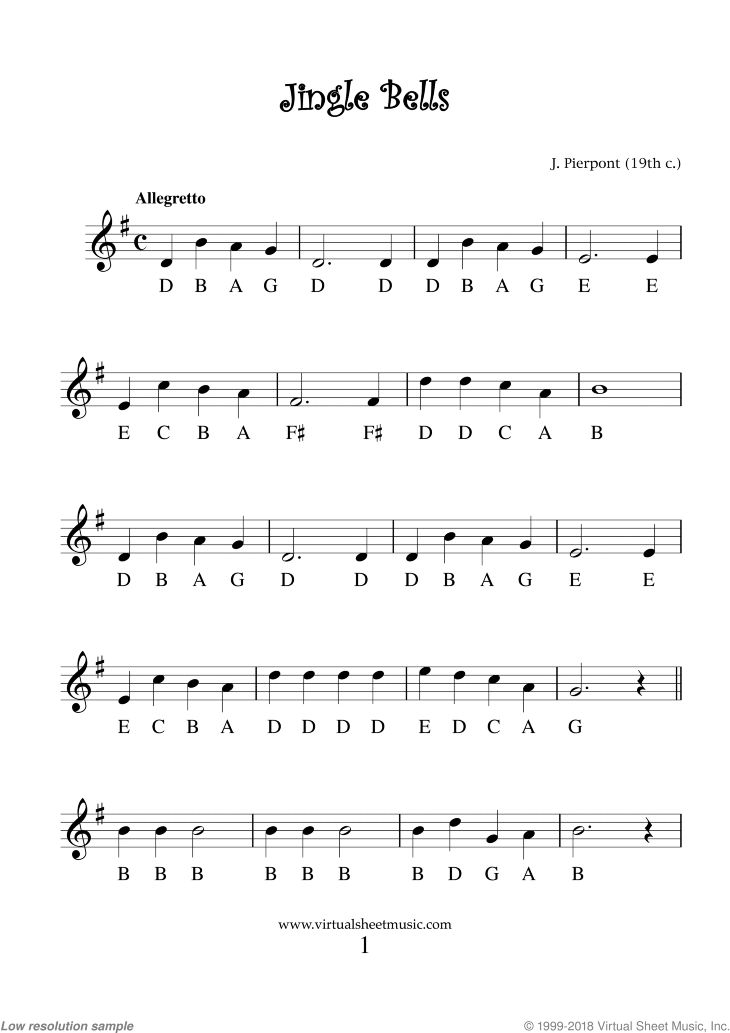 Jingle Bells
J. Pierpont (19th c.)
Allegretto
D B A G D D D B A G E E
E C B A F♯ F♯ D D C A B
D B A G D D D B A G E E
E C B A D D D D E D C A G
B B B B B B B D G A B
www.virtualsheetmusic.com
1
Low resolution sample
© 1999-2018 Virtual Sheet Music, Inc.